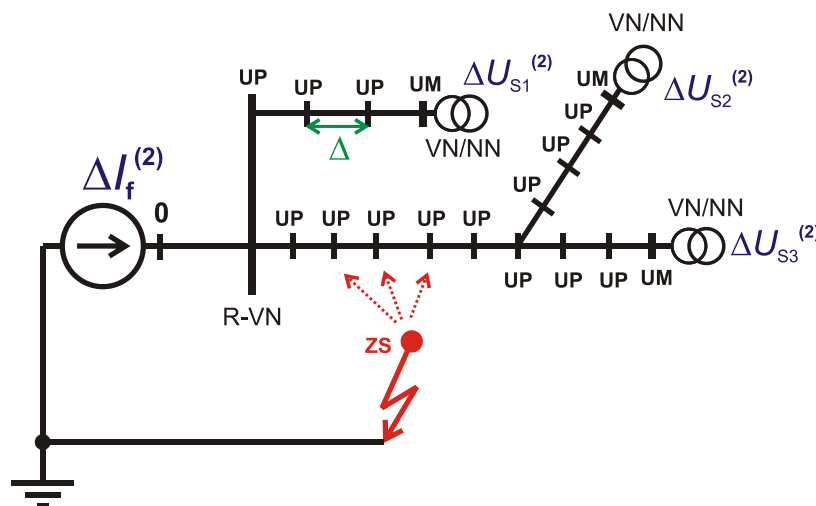 VN/NN
UP
UP
UP
UM
ΔU_S1^(2)
UM
ΔU_S2^(2)
UP
VN/NN
Δ
UP
ΔI_f^(2)
UP
0
UP
UP
UP
UP
UP
VN/NN
ΔU_S3^(2)
UP
UP
UP
UM
R-VN
ZS